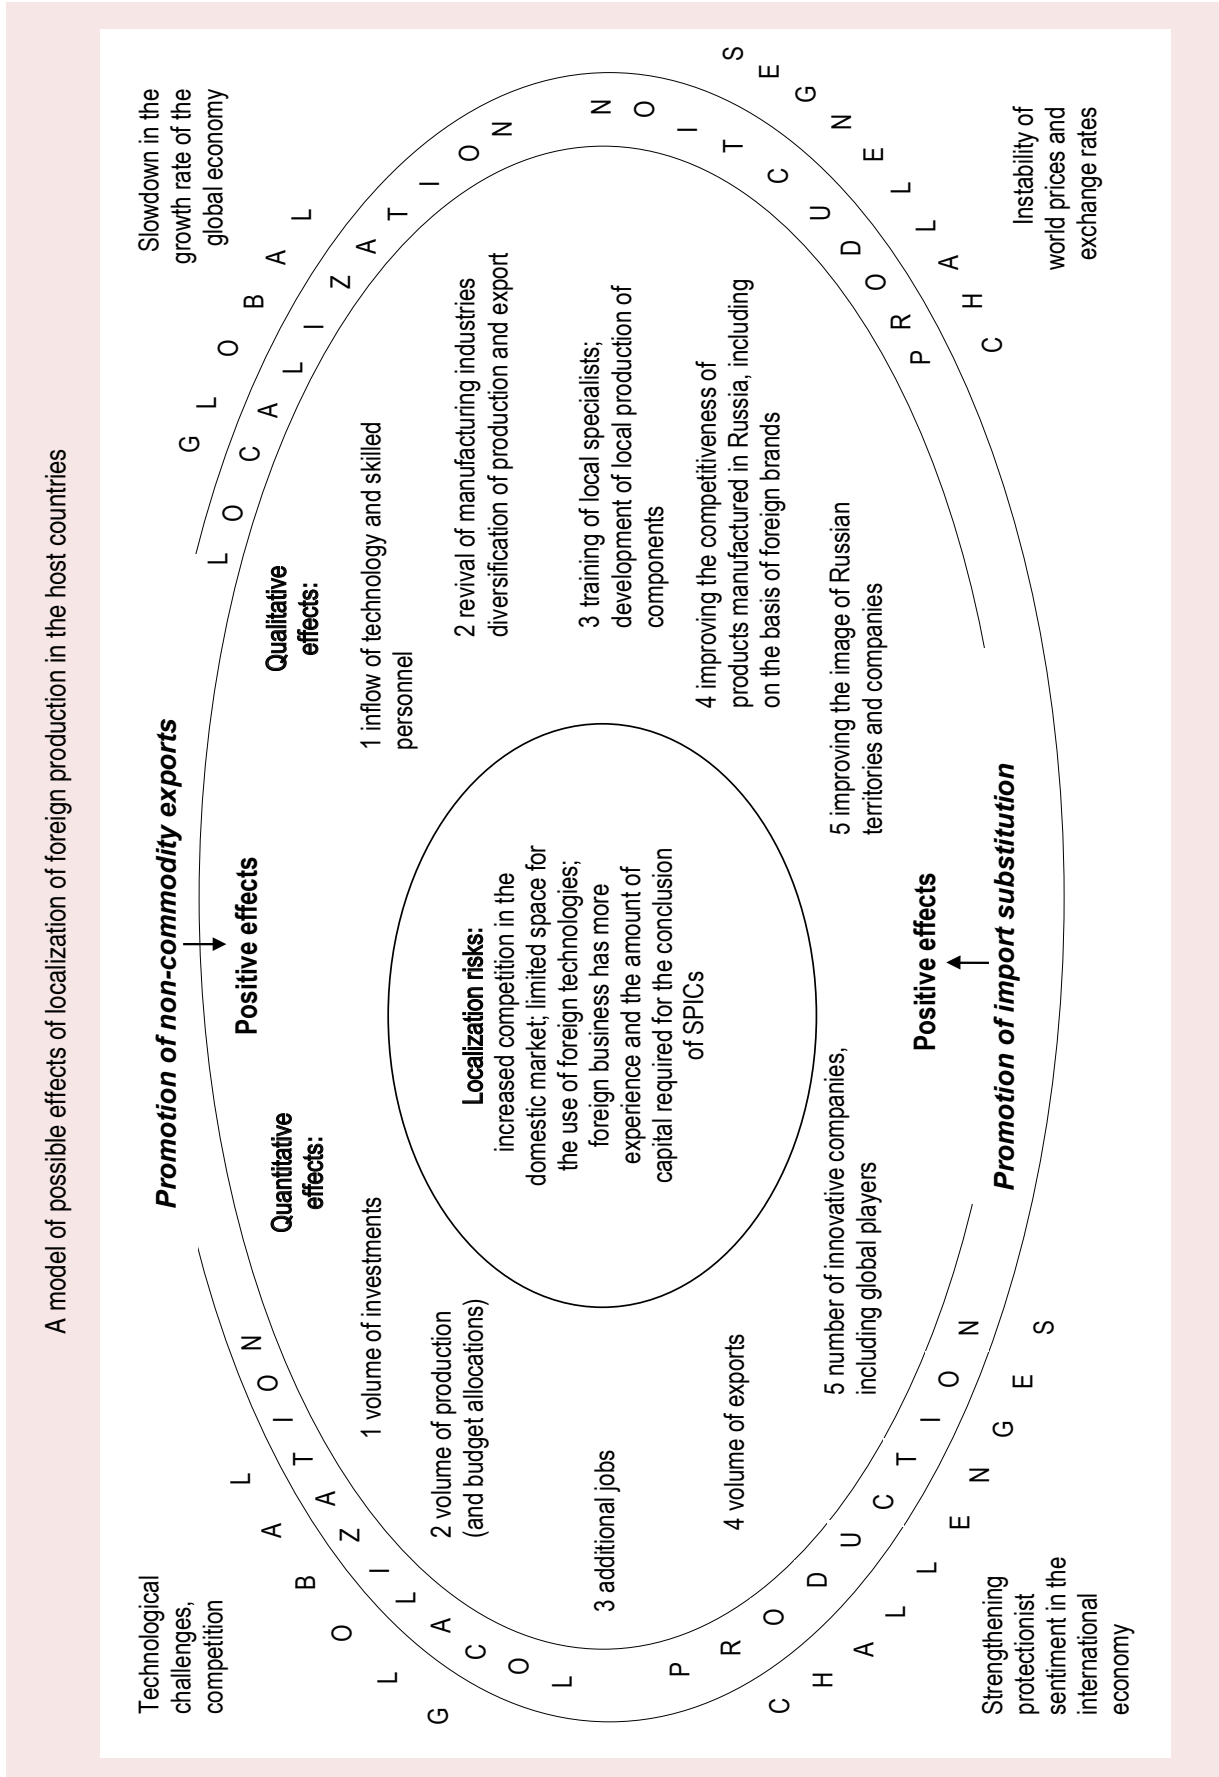 A model of possible effects of localization of foreign production in the host countries
Technological
challenges,
competition
Slowdown in the
growth rate of the
global economy
GLOBAL
GLOBAL
LOCALIZATION
LOCALIZATION
Promotion of non-commodity exports
Positive effects
Quantitative
effects:
1 volume of investments
2 volume of production
(and budget allocations)
3 additional jobs
4 volume of exports
5 number of innovative companies,
including global players
Localization risks:
increased competition in the
domestic market; limited space for
the use of foreign technologies;
foreign business has more
experience and the amount of
capital required for the conclusion
of SPICs
Qualitative
effects:
1 inflow of technology and skilled
personnel
2 revival of manufacturing industries
diversification of production and export
3 training of local specialists;
development of local production of
components
4 improving the competitiveness of
products manufactured in Russia, including
on the basis of foreign brands
5 improving the image of Russian
territories and companies
Positive effects
Promotion of import substitution
PRODUCTION
PRODUCTION
CHALLENGES
CHALLENGES
Strengthening
protectionist
sentiment in the
international
economy
Instability of
world prices and
exchange rates